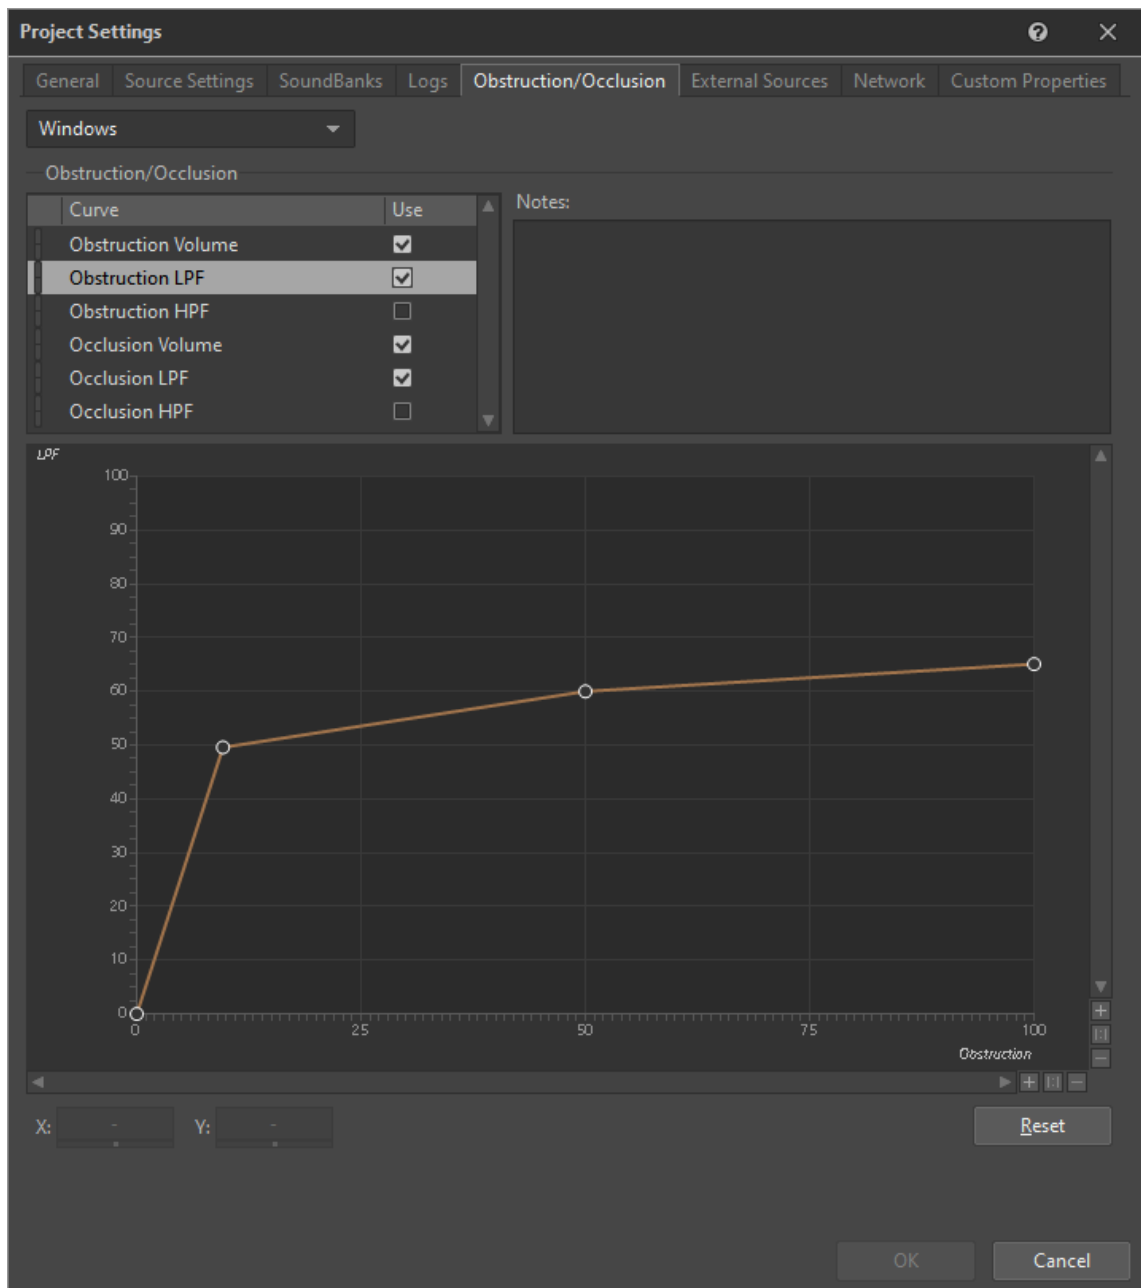 Project Settings
General Source Settings SoundBanks Logs Obstruction/Occlusion External Sources Network Custom Properties
Windows
Obstruction/Occlusion
Curve Use
Notes:
Obstruction Volume
Obstruction LPF
Obstruction HPF
Occlusion Volume
Occlusion LPF
Occlusion HPF
LPF
100
90
80
70
60
50
40
30
20
10
0
0 25 50 75 100
Obstruction
X: - Y: -
Reset
OK Cancel